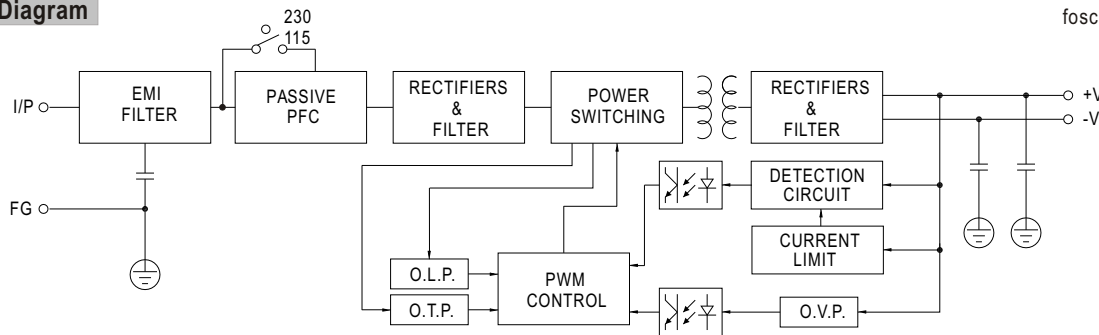 Diagram
fosc
230
115
I/P
EMI
FILTER
PASSIVE
PFC
RECTIFIERS
&
FILTER
POWER
SWITCHING
RECTIFIERS
&
FILTER
+V
-V
FG
DETECTION
CIRCUIT
CURRENT
LIMIT
O.L.P.
O.T.P.
PWM
CONTROL
O.V.P.